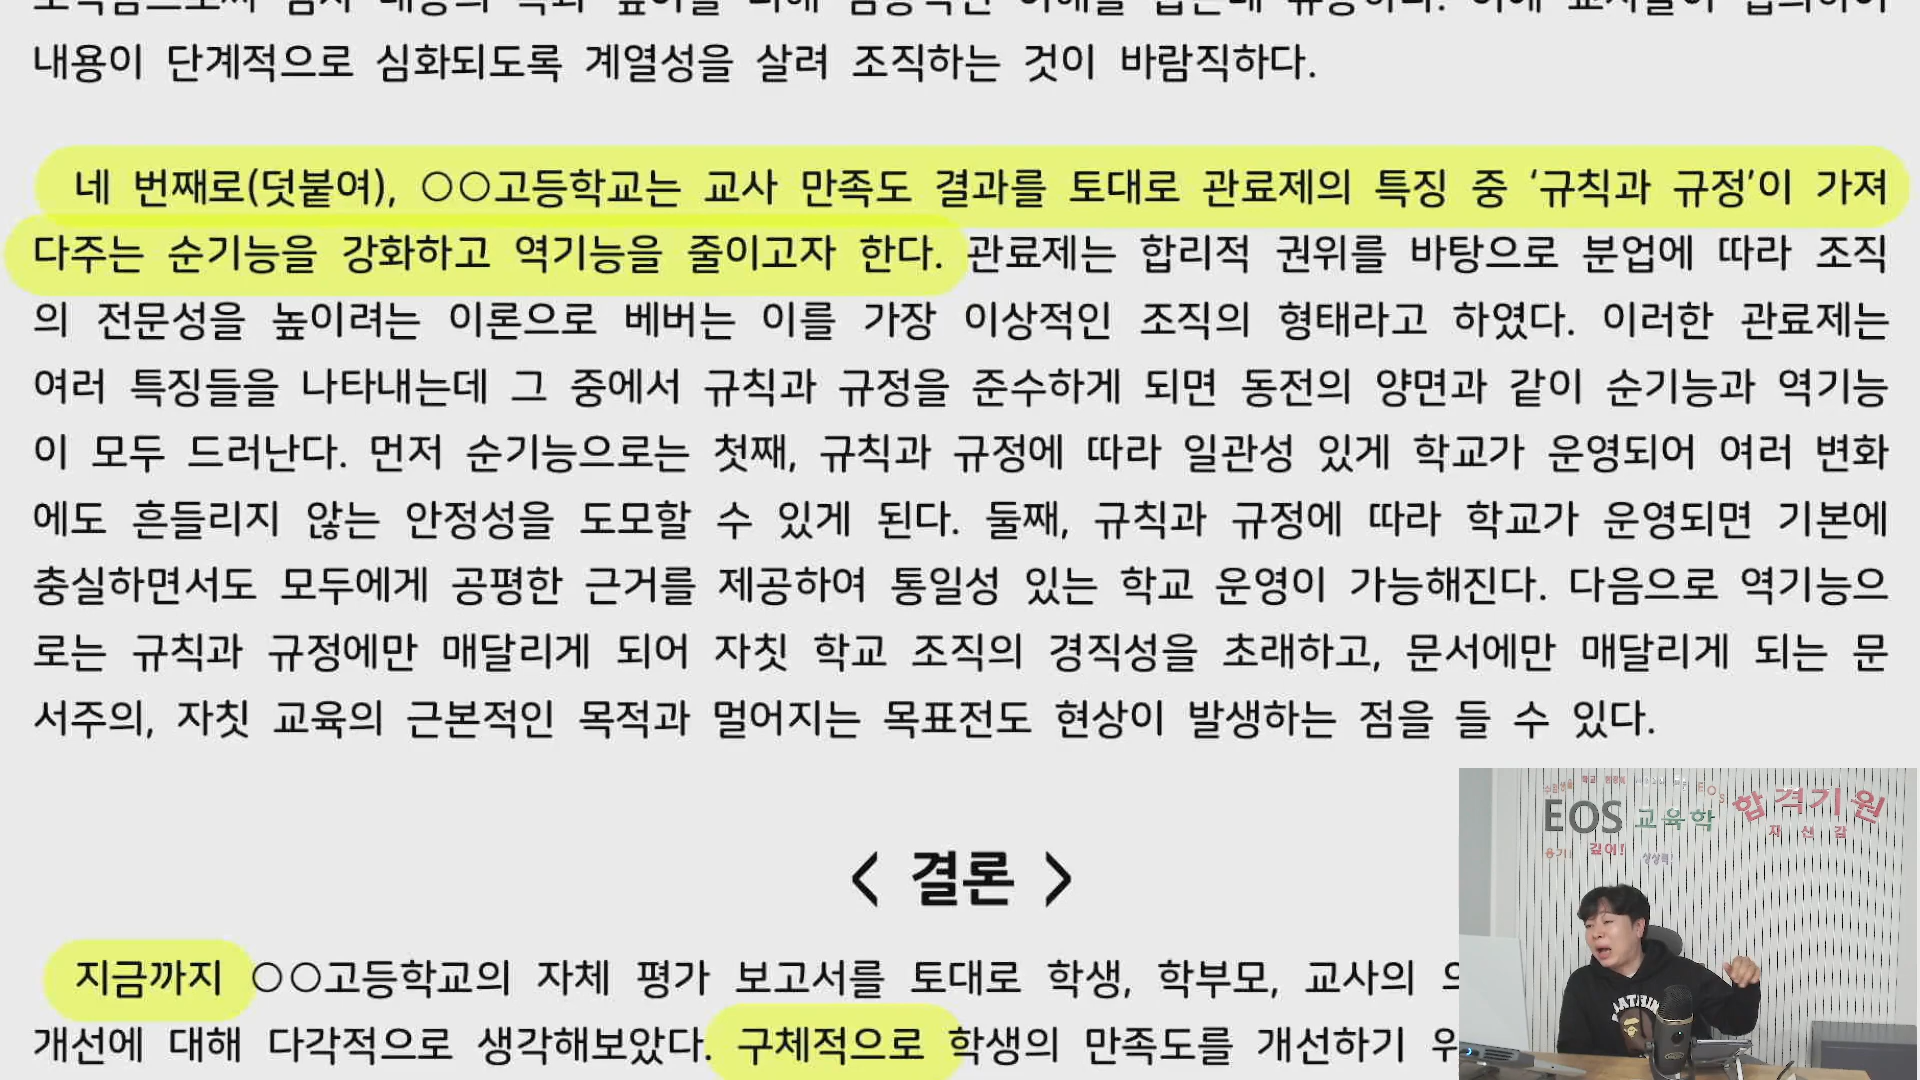 내용이 단계적으로 심화되도록 계열성을 살려 조직하는 것이 바람직하다.
네 번째로(덧붙여), ○○고등학교는 교사 만족도 결과를 토대로 관료제의 특징 중 '규칙과 규정'이 가져
다주는 순기능을 강화하고 역기능을 줄이고자 한다. 관료제는 합리적 권위를 바탕으로 분업에 따라 조직
의 전문성을 높이려는 이론으로 베버는 이를 가장 이상적인 조직의 형태라고 하였다. 이러한 관료제는
여러 특징들을 나타내는데 그 중에서 규칙과 규정을 준수하게 되면 동전의 양면과 같이 순기능과 역기능
이 모두 드러난다. 먼저 순기능으로는 첫째, 규칙과 규정에 따라 일관성 있게 학교가 운영되어 여러 변화
에도 흔들리지 않는 안정성을 도모할 수 있게 된다. 둘째, 규칙과 규정에 따라 학교가 운영되면 기본에
충실하면서도 모두에게 공평한 근거를 제공하여 통일성 있는 학교 운영이 가능해진다. 다음으로 역기능으
로는 규칙과 규정에만 매달리게 되어 자칫 학교 조직의 경직성을 초래하고, 문서에만 매달리게 되는 문
서주의, 자칫 교육의 근본적인 목적과 멀어지는 목표전도 현상이 발생하는 점을 들 수 있다.
< 결론 >
지금까지 ○○고등학교의 자체 평가 보고서를 토대로 학생, 학부모, 교사의
개선에 대해 다각적으로 생각해보았다. 구체적으로 학생의 만족도를 개선하기
EOS 교육학 합격기원
자신감
용기! 깊이! 상상력!